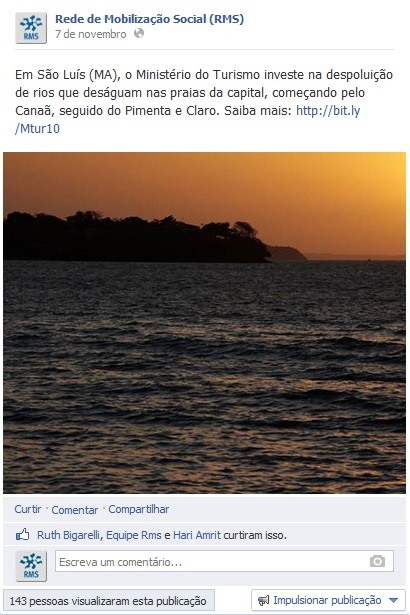 Rede de Mobilização Social (RMS)
7 de novembro
RMS
Em São Luís (MA), o Ministério do Turismo investe na despoluição
de rios que deságuam nas praias da capital, começando pelo
Canaã, seguido do Pimenta e Claro. Saiba mais: http://bit.ly
/Mtur10
Curtir · Comentar · Compartilhar
Ruth Bigarelli, Equipe Rms e Hari Amrit curtiram isso.
RMS
Escreva um comentário...
143 pessoas visualizaram esta publicação
Impulsionar publicação